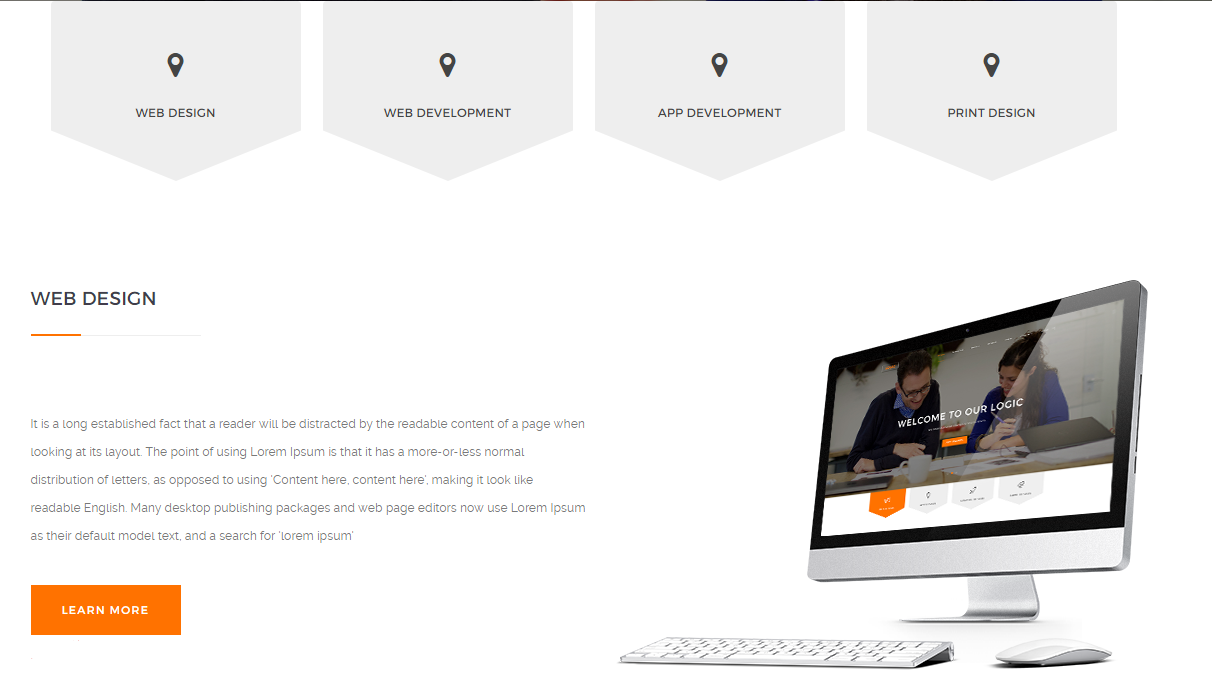 WEB DESIGN
WEB DEVELOPMENT
APP DEVELOPMENT
PRINT DESIGN
WEB DESIGN
It is a long established fact that a reader will be distracted by the readable content of a page when
looking at its layout. The point of using Lorem Ipsum is that it has a more-or-less normal
distribution of letters, as opposed to using 'Content here, content here', making it look like
readable English. Many desktop publishing packages and web page editors now use Lorem Ipsum
as their default model text, and a search for 'lorem ipsum'
LEARN MORE
WELCOME TO OUR LOGIC